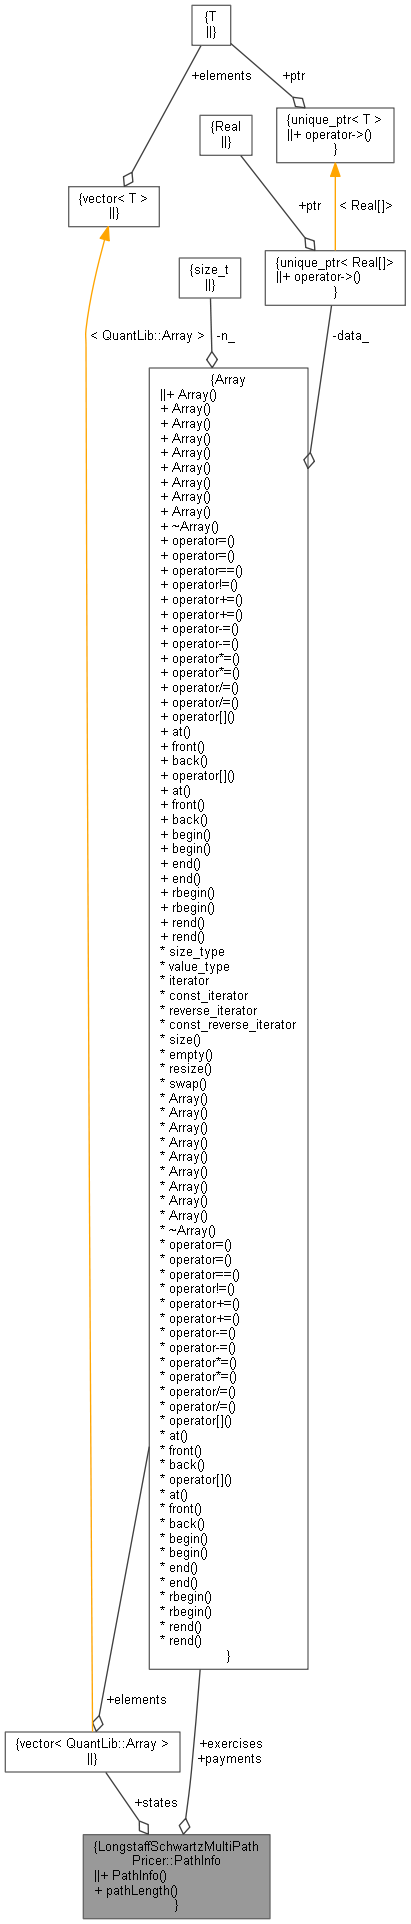 {T
||}
+elements
+ptr
{Real
||}
{unique_ptr< T >
||+ operator->()
}
{vector< T >
||}
+ptr
< Real[]>
{size_t
||}
{unique_ptr< Real[]>
||+ operator->()
}
< QuantLib::Array >
-n_
-data_
{Array
||+ Array()
+ Array()
+ Array()
+ Array()
+ Array()
+ Array()
+ Array()
+ Array()
+ Array()
+ ~Array()
+ operator=()
+ operator=()
+ operator==()
+ operator!=()
+ operator+=()
+ operator+=()
+ operator-=()
+ operator-=()
+ operator*=()
+ operator*=()
+ operator/=()
+ operator/=()
+ operator[]()
+ at()
+ front()
+ back()
+ operator[]()
+ at()
+ front()
+ back()
+ begin()
+ begin()
+ end()
+ end()
+ rbegin()
+ rbegin()
+ rend()
+ rend()
* size_type
* value_type
* iterator
* const_iterator
* reverse_iterator
* const_reverse_iterator
* size()
* empty()
* resize()
* swap()
* Array()
* Array()
* Array()
* Array()
* Array()
* Array()
* Array()
* Array()
* Array()
* ~Array()
* operator=()
* operator=()
* operator==()
* operator!=()
* operator+=()
* operator+=()
* operator-=()
* operator-=()
* operator*=()
* operator*=()
* operator/=()
* operator/=()
* operator[]()
* at()
* front()
* back()
* operator[]()
* at()
* front()
* back()
* begin()
* begin()
* end()
* end()
* rbegin()
* rbegin()
* rend()
* rend()
}
+elements
{vector< QuantLib::Array >
||}
+exercises
+payments
+states
{LongstaffSchwartzMultiPath
Pricer::PathInfo
||+ PathInfo()
+ pathLength()
}